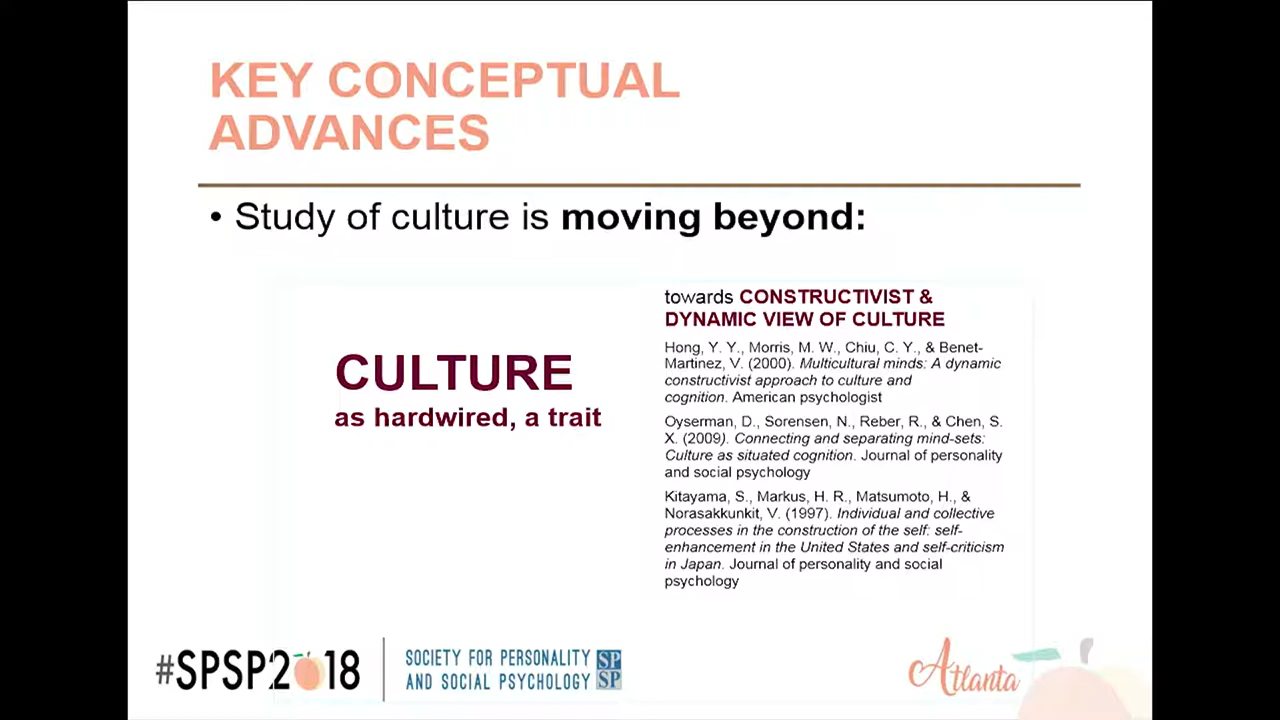 KEY CONCEPTUAL
ADVANCES
• Study of culture is moving beyond:
CULTURE
as hardwired, a trait
towards CONSTRUCTIVIST &
DYNAMIC VIEW OF CULTURE
Hong, Y. Y., Morris, M. W., Chiu, C. Y., & Benet-
Martinez, V. (2000). Multicultural minds: A dynamic
constructivist approach to culture and
cognition. American psychologist
Oyserman, D., Sorensen, N., Reber, R., & Chen, S.
X. (2009). Connecting and separating mind-sets:
Culture as situated cognition. Journal of personality
and social psychology
Kitayama, S., Markus, H. R., Matsumoto, H., &
Norasakkunkit, V. (1997). Individual and collective
processes in the construction of the self: self-
enhancement in the United States and self-criticism
in Japan. Journal of personality and social
psychology
#SPSP2018
SOCIETY FOR PERSONALITY
AND SOCIAL PSYCHOLOGY
SP
SP
Atlanta